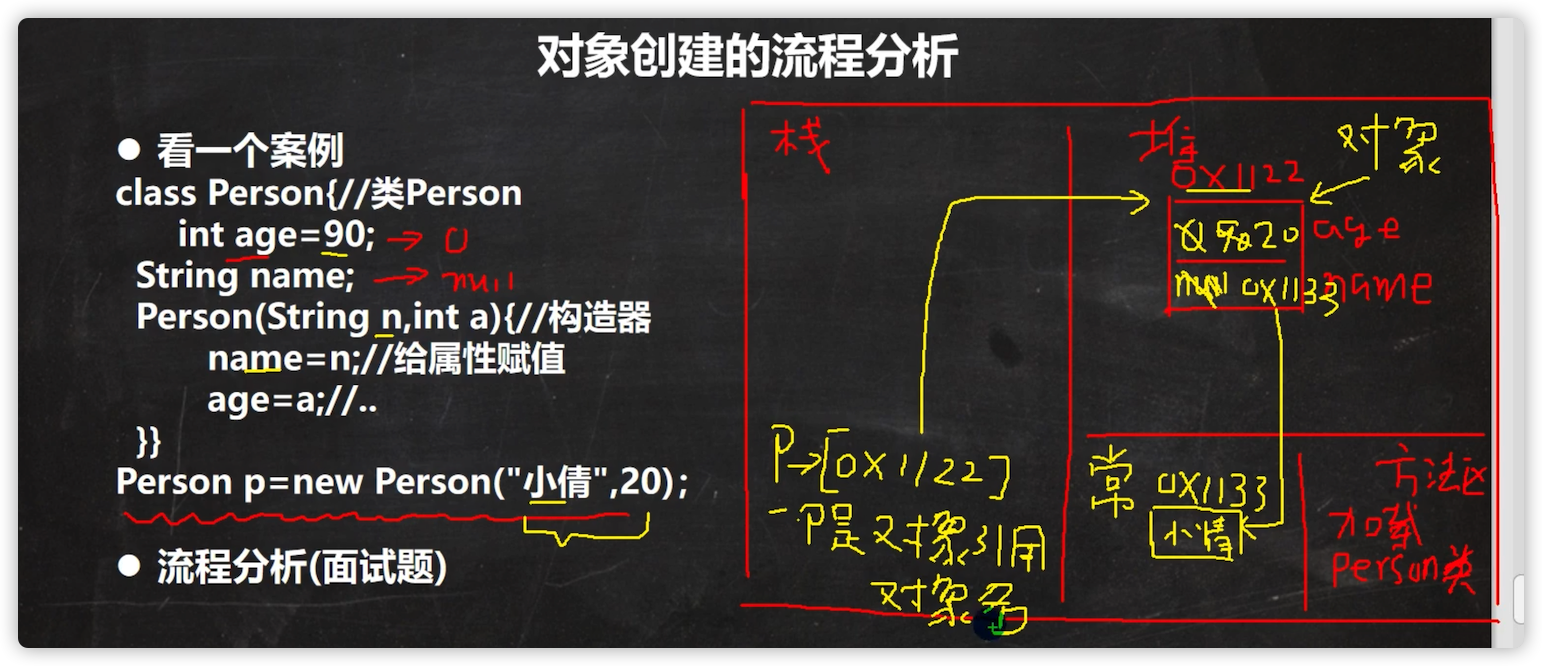 对象创建的流程分析
● 看一个案例
class Person{//类Person
int age=90; → 0
String name; → null
Person(String n,int a){//构造器
name=n;//给属性赋值
age=a;//..
}}
Person p=new Person("小倩",20);
● 流程分析(面试题)
栈
P→[0X1122]
-P是对象引用
对象名
堆
0X1122
对象
0 90 20 age
null 0X1133 name
常
0X1133
小情
方法区
加载
Person类